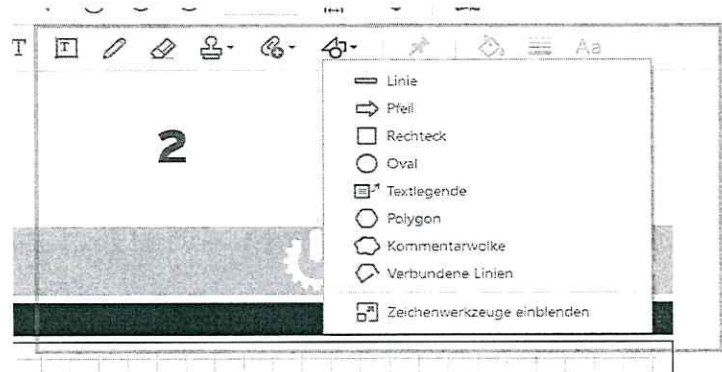 T T Aa
Linie
Pfeil
2
Rechteck
Oval
Textlegende
Polygon
Kommentarwolke
Verbundene Linien
Zeichenwerkzeuge einblenden